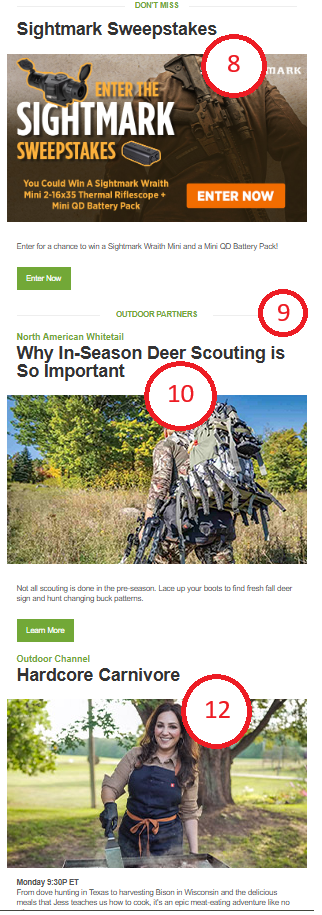 DON'T MISS
Sightmark Sweepstakes
8
MARK
ENTER THE
SIGHTMARK
SWEEPSTAKES
You Could Win A Sightmark Wraith
Mini 2-16x35 Thermal Riflescope +
Mini QD Battery Pack
ENTER NOW
Enter for a chance to win a Sightmark Wraith Mini and a Mini QD Battery Pack!
Enter Now
OUTDOOR PARTNERS
9
North American Whitetail
Why In-Season Deer Scouting is
So Important
10
Not all scouting is done in the pre-season. Lace up your boots to find fresh fall deer
sign and hunt changing buck patterns.
Learn More
Outdoor Channel
Hardcore Carnivore
12
Monday 9:30P ET
From dove hunting in Texas to harvesting Bison in Wisconsin and the delicious
meals that Jess teaches us how to cook, it's an epic meat-eating adventure like no